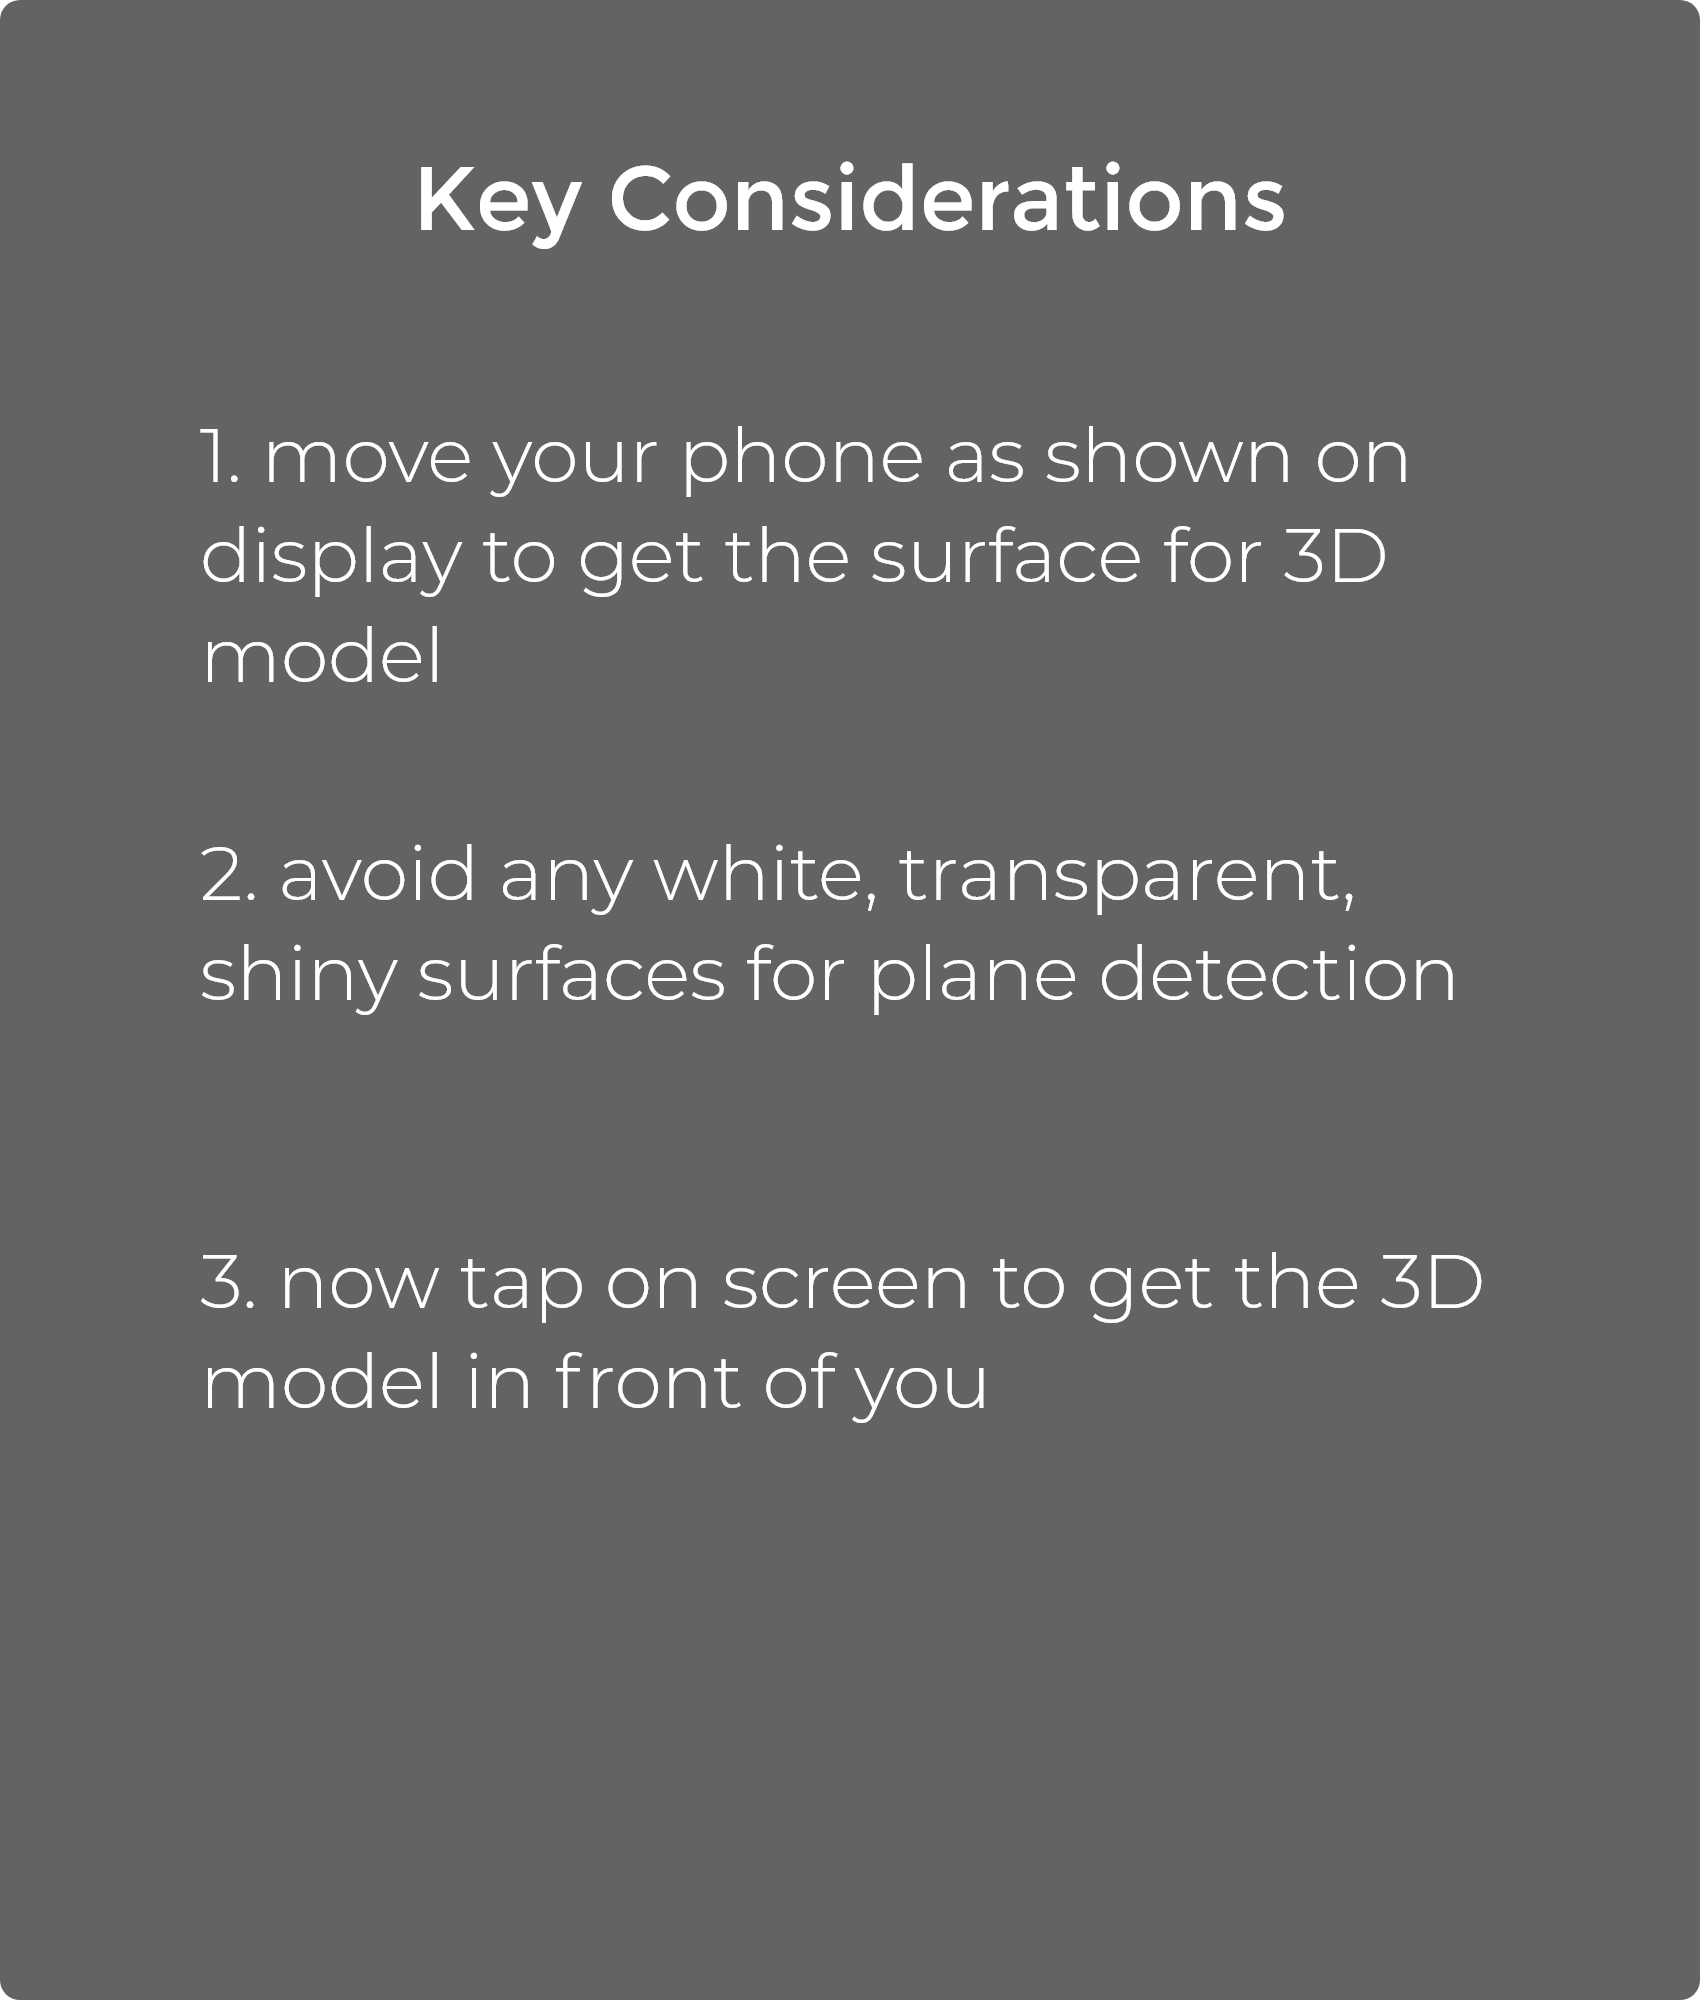 Key Considerations
1. move your phone as shown on
display to get the surface for 3D
model
2. avoid any white, transparent,
shiny surfaces for plane detection
3. now tap on screen to get the 3D
model in front of you